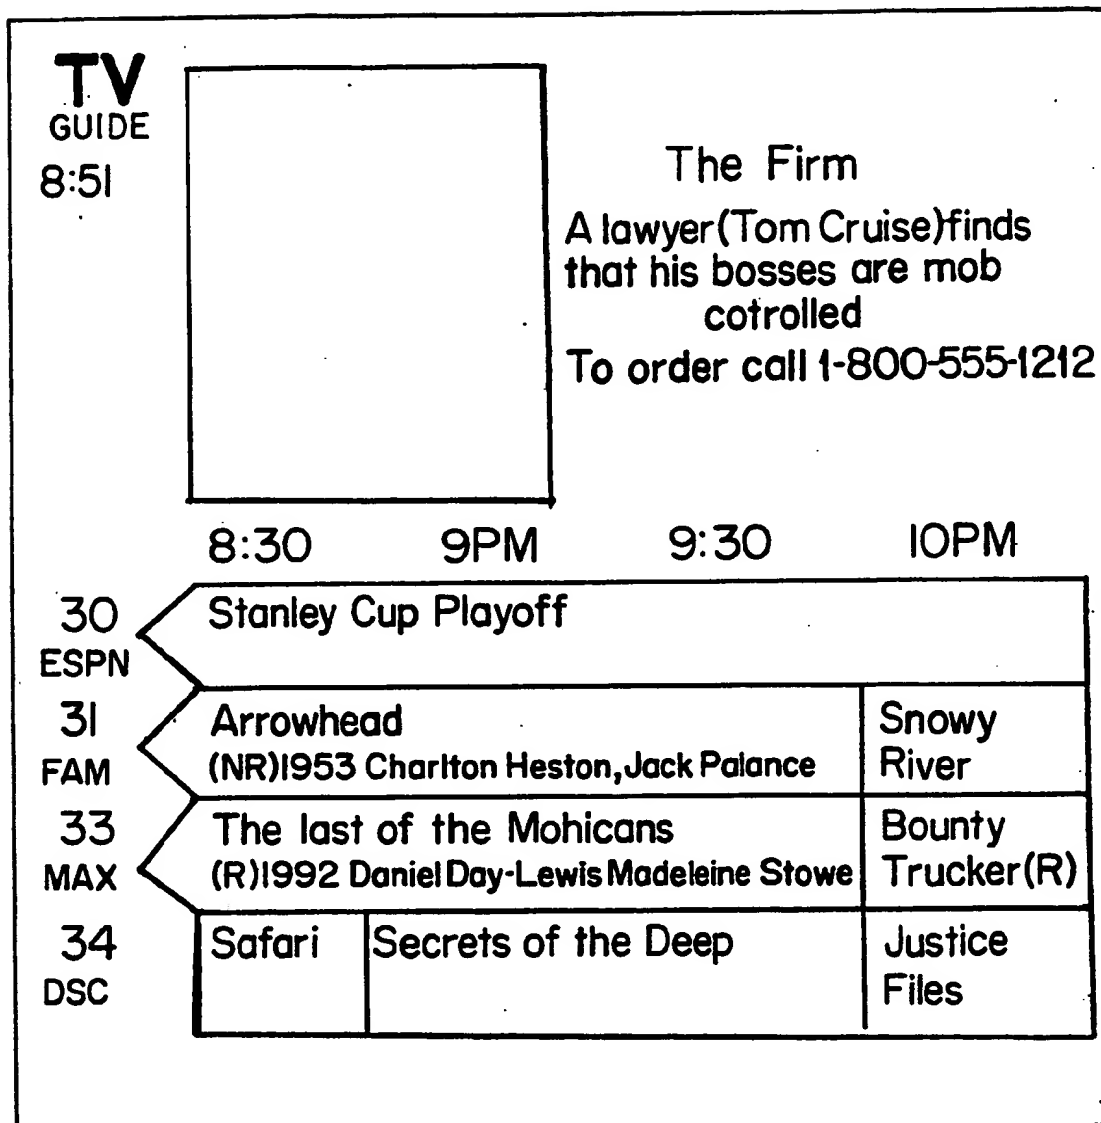 TV
GUIDE
8:51
The Firm
A lawyer(Tom Cruise)finds
that his bosses are mob
cotrolled
To order call 1-800-555-1212
8:30 9PM 9:30 10PM
30 Stanley Cup Playoff
ESPN
31 Arrowhead Snowy
FAM (NR)1953 Charlton Heston,Jack Palance River
33 The last of the Mohicans Bounty
MAX (R)1992 Daniel Day-Lewis Madeleine Stowe Trucker(R)
34 Safari Secrets of the Deep Justice
DSC Files